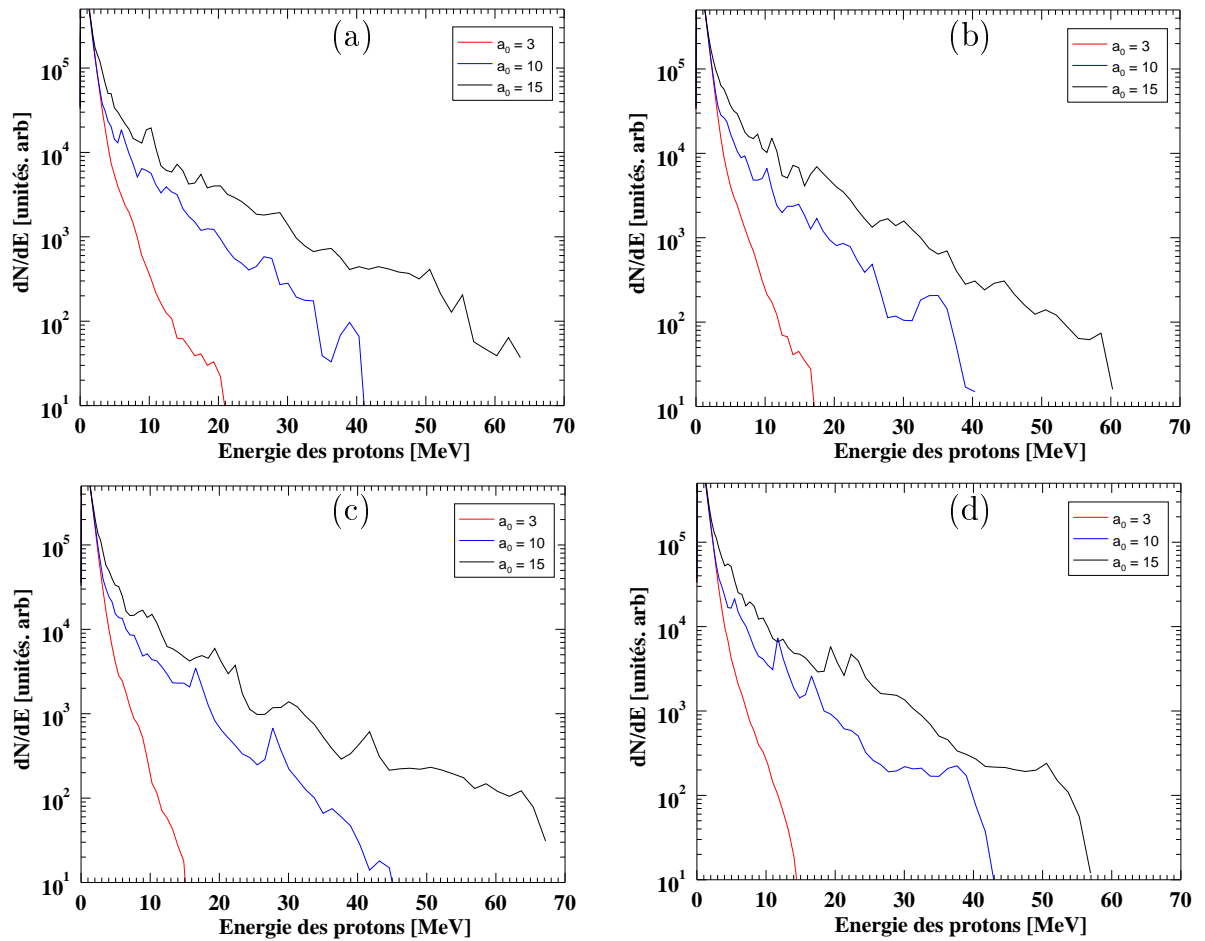 (a)
a0 = 3
a0 = 10
a0 = 15
dN/dE [unités. arb]
10^5
10^4
10^3
10^2
10^1
0 10 20 30 40 50 60 70
Energie des protons [MeV]
(b)
a0 = 3
a0 = 10
a0 = 15
dN/dE [unités. arb]
10^5
10^4
10^3
10^2
10^1
0 10 20 30 40 50 60 70
Energie des protons [MeV]
(c)
a0 = 3
a0 = 10
a0 = 15
dN/dE [unités. arb]
10^5
10^4
10^3
10^2
10^1
0 10 20 30 40 50 60 70
Energie des protons [MeV]
(d)
a0 = 3
a0 = 10
a0 = 15
dN/dE [unités. arb]
10^5
10^4
10^3
10^2
10^1
0 10 20 30 40 50 60 70
Energie des protons [MeV]